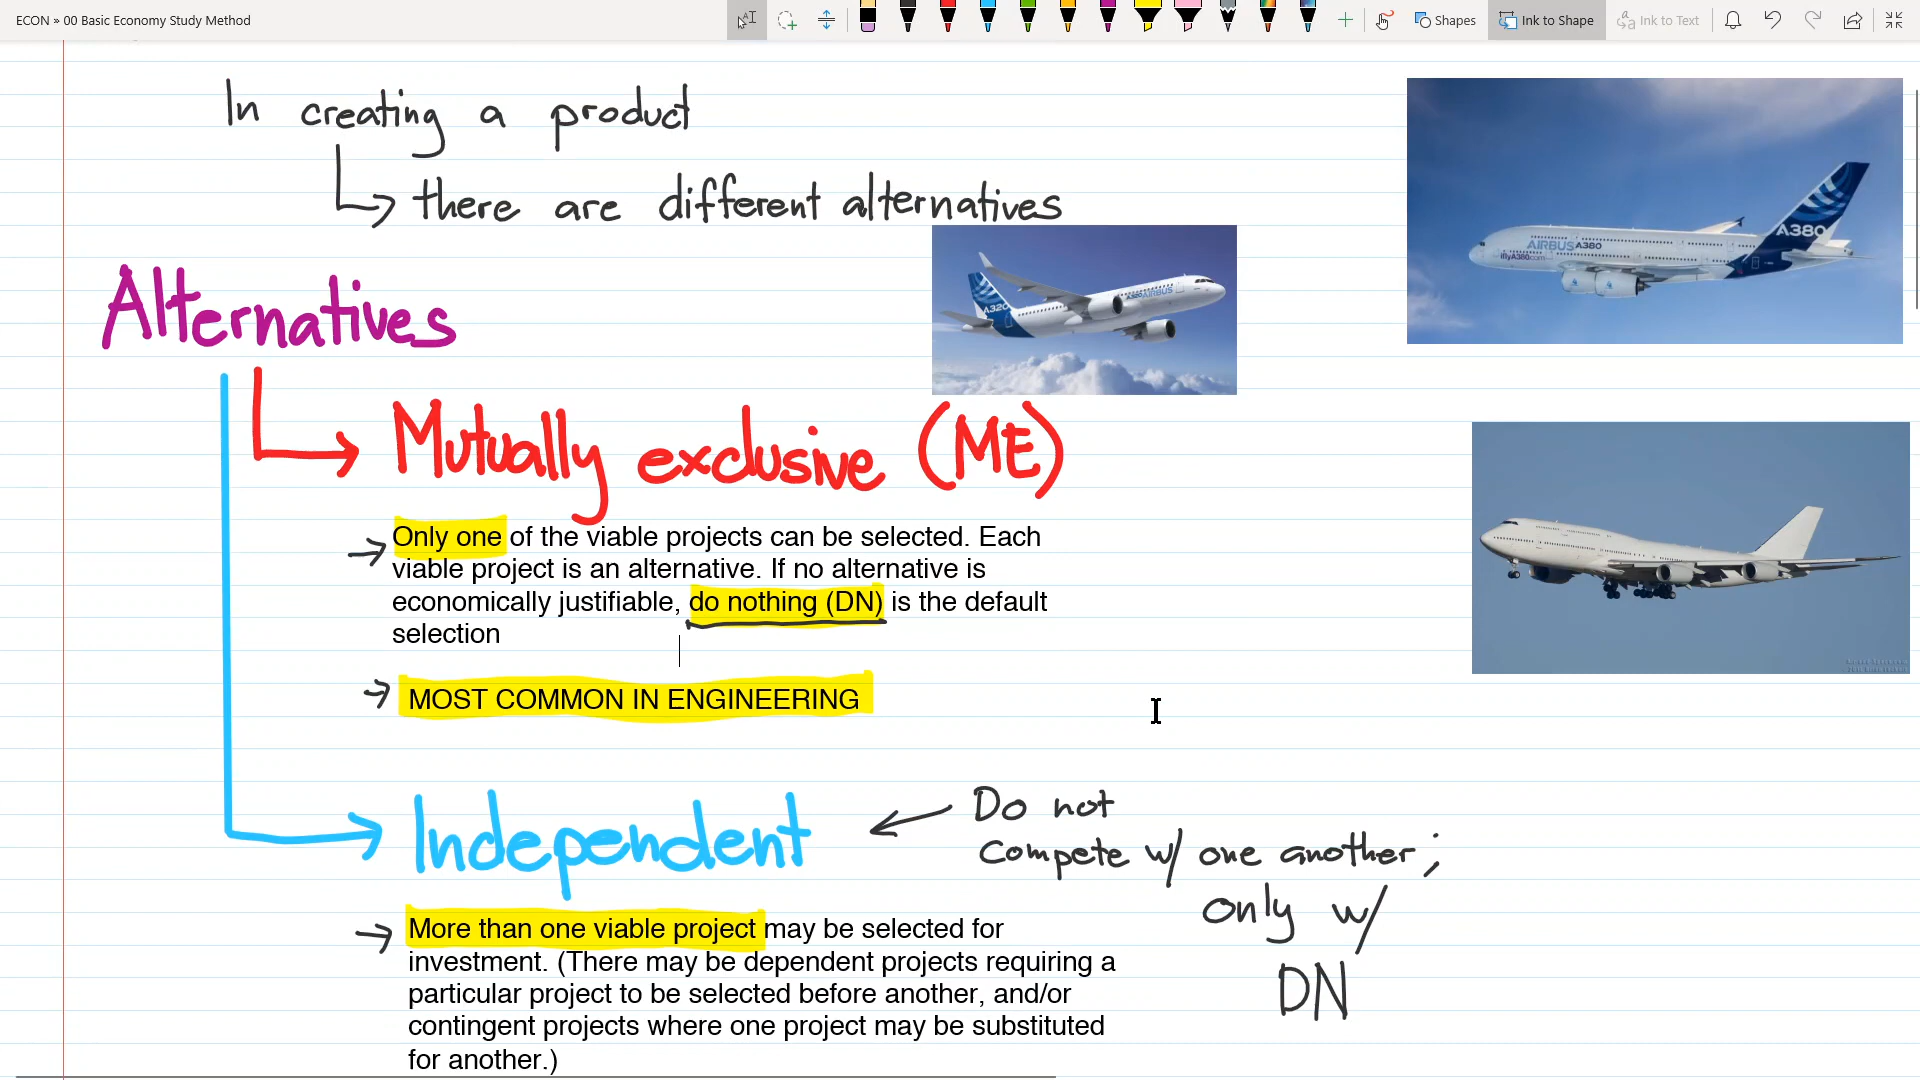 ECON » 00 Basic Economy Study Method
Shapes
Ink to Shape
Ink to Text
In creating a product
there are different alternatives
AIRBUS A380
iflyA380.com
A380
A320
A320 AIRBUS
Alternatives
Mutually exclusive (ME)
Only one of the viable projects can be selected. Each
viable project is an alternative. If no alternative is
economically justifiable, do nothing (DN) is the default
selection
MOST COMMON IN ENGINEERING
Independent
Do not
compete w/ one another;
only w/
DN
More than one viable project may be selected for
investment. (There may be dependent projects requiring a
particular project to be selected before another, and/or
contingent projects where one project may be substituted
for another.)